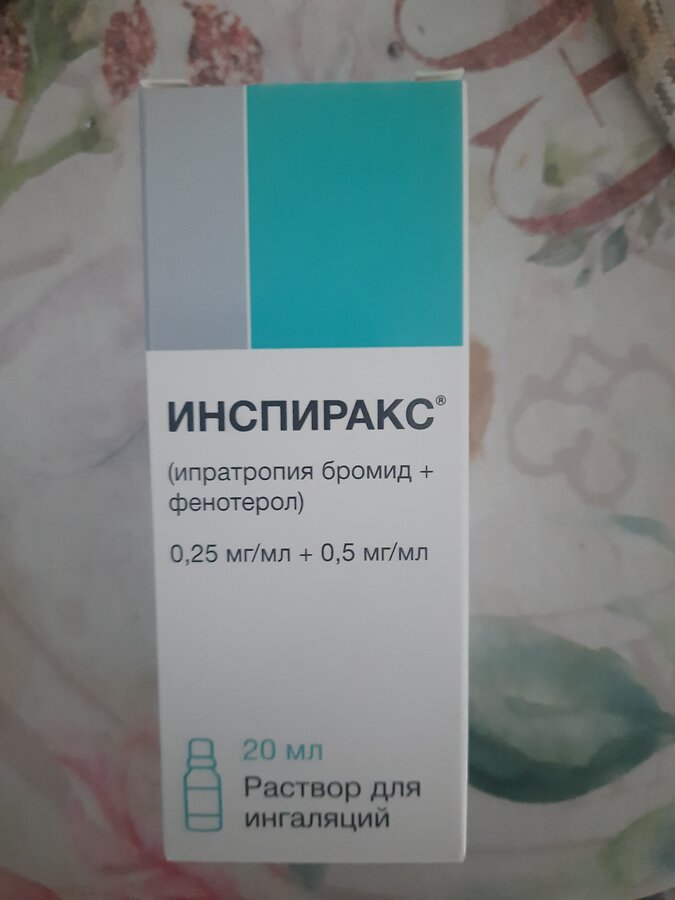 ИНСПИРАКС®
(ипратропия бромид +
фенотерол)
0,25 мг/мл + 0,5 мг/мл
20 мл
Раствор для
ингаляций